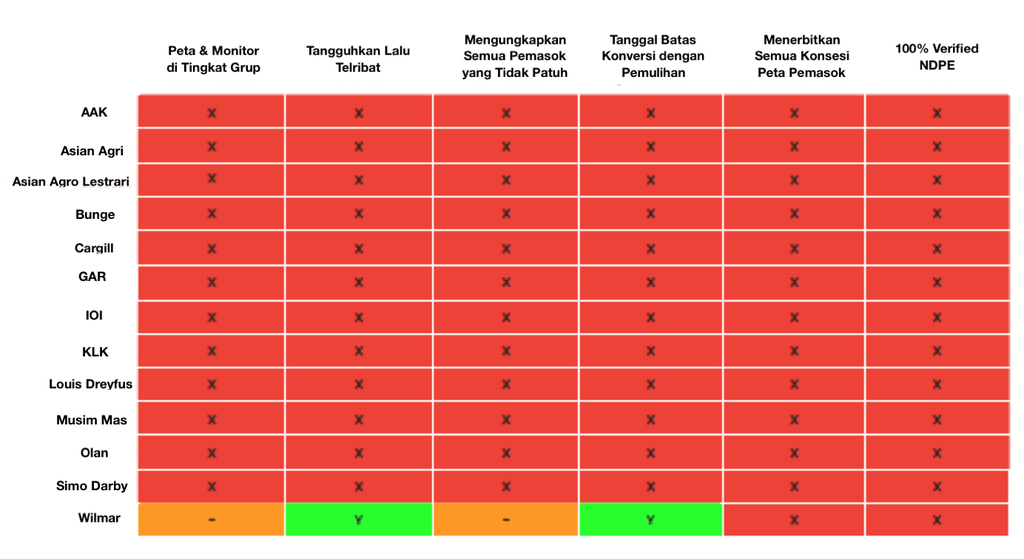 Peta & Monitor
di Tingkat Grup
Tangguhkan Lalu
Telribat
Mengungkapkan
Semua Pemasok
yang Tidak Patuh
Tanggal Batas
Konversi dengan
Pemulihan
Menerbitkan
Semua Konsesi
Peta Pemasok
100% Verified
NDPE
AAK X X X X X X
Asian Agri X X X X X X
Asian Agro Lestrari X X X X X X
Bunge X X X X X X
Cargill X X X X X X
GAR X X X X X X
IOI X X X X X X
KLK X X X X X X
Louis Dreyfus X X X X X X
Musim Mas X X X X X X
Olan X X X X X X
Simo Darby X X X X X X
Wilmar - Y - Y X X